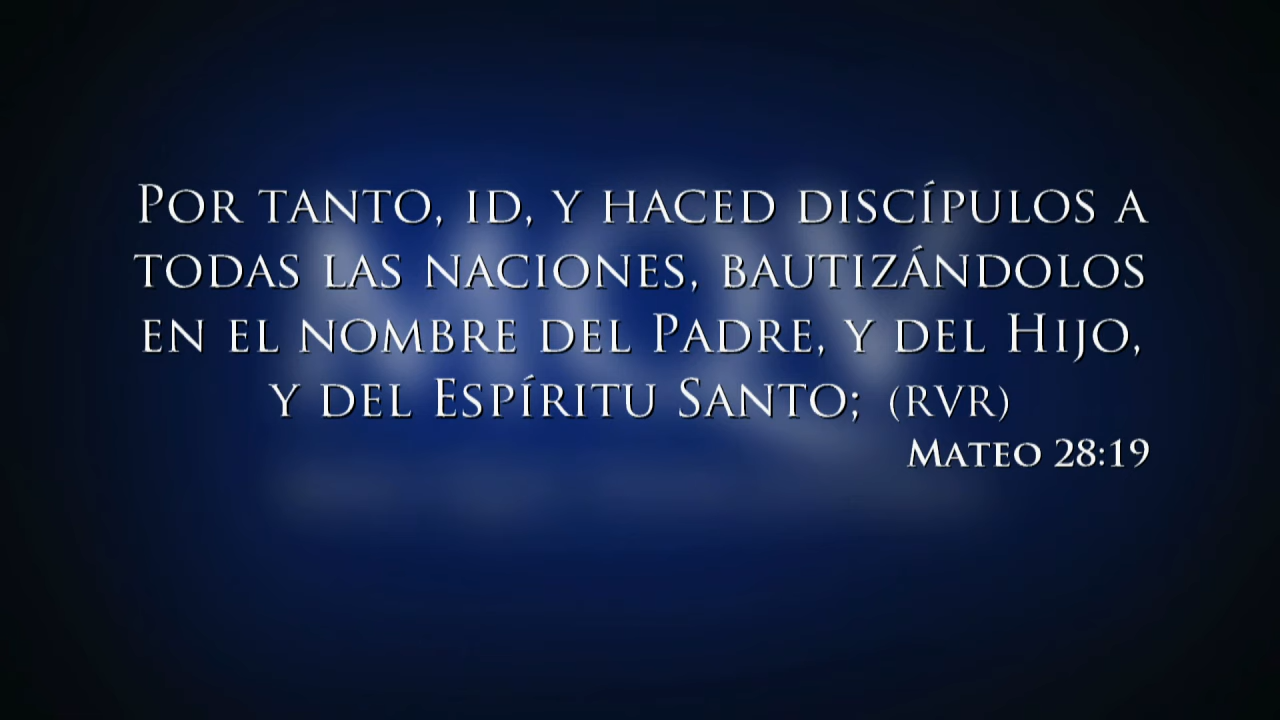 Por tanto, id, y haced discípulos a
todas las naciones, bautizándolos
en el nombre del Padre, y del Hijo,
y del Espíritu Santo; (RVR)
Mateo 28:19